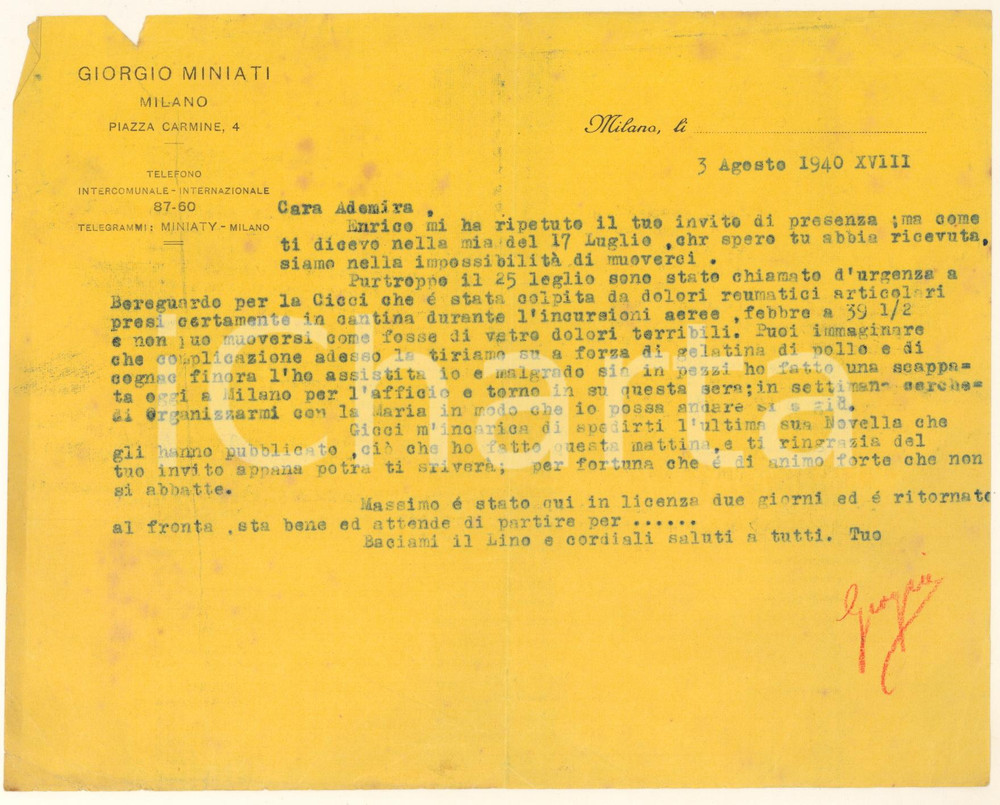 GIORGIO MINIATI
MILANO
PIAZZA CARMINE, 4
TELEFONO
INTERCOMUNALE - INTERNAZIONALE
87-60
TELEGRAMMI: MINIATY - MILANO
Milano, li
3 Agosto 1940 XVIII
Cara Ademira ,
Enrico mi ha ripetuto il tuo invito di presenza ;ma come
ti dicevo nella mia del 17 Luglio ,chr spero tu abbia ricevuta,
siamo nella impossibilità di muoverci .
Purtroppo il 25 leglio sono stato chiamato d'urgenza a
Bereguardo per la Cicci che é stata colpita da dolori reumatici articolari
presi certamente in cantina durante l'incursioni aeree ,febbre a 39 1/2
e non puo muoversi come fosse di vetro dolori terribili. Puoi immaginare
che complicazione adesso la tiriamo su a forza di gelatina di pollo e di
cognac finora l'ho assistita io e malgrado sia in pezzi ho fatto una scappa=
ta oggi a Milano per l'afficio e torno in su questa sera;in settimana cerche=
di Organizzarmi con la Maria in modo che io possa andare si e giù.
Cicci m'incarica di spedirti l'ultima sua Novella che
gli hanno pubblicato ,ciò che ho fatto questa mattina,e ti ringrazia del
tuo invito appana potra ti sriverà; per fortuna che é di animo forte che non
si abbatte.
Massimo é stato qui in licenza due giorni ed é ritornato
al fronta ,sta bene ed attende di partire per ......
Baciami il Lino e cordiali saluti à tutti. Tuo
Giorgio
iCharta